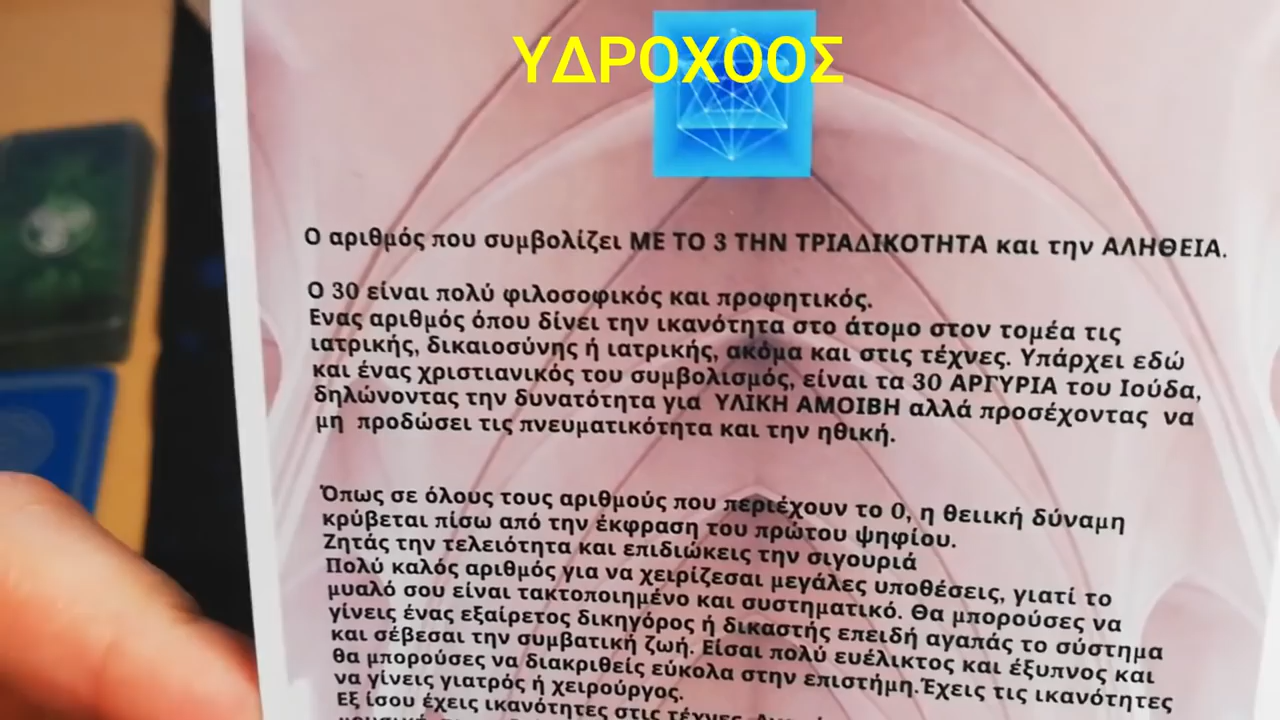 ΥΔΡΟΧΟΟΣ
Ο αριθμός που συμβολίζει ΜΕ ΤΟ 3 ΤΗΝ ΤΡΙΑΔΙΚΟΤΗΤΑ και την ΑΛΗΘΕΙΑ.
Ο 30 είναι πολύ φιλοσοφικός και προφητικός.
Ενας αριθμός όπου δίνει την ικανότητα στο άτομο στον τομέα τις
ιατρικής, δικαιοσύνης ή ιατρικής, ακόμα και στις τέχνες. Υπάρχει εδώ
και ένας χριστιανικός του συμβολισμός, είναι τα 30 ΑΡΓΥΡΙΑ του Ιούδα,
δηλώνοντας την δυνατότητα για ΥΛΙΚΗ ΑΜΟΙΒΗ αλλά προσέχοντας να
μη προδώσει τις πνευματικότητα και την ηθική.
Όπως σε όλους τους αριθμούς που περιέχουν το 0, η θειική δύναμη
κρύβεται πίσω από την έκφραση του πρώτου ψηφίου.
Ζητάς την τελειότητα και επιδιώκεις την σιγουριά
Πολύ καλός αριθμός για να χειρίζεσαι μεγάλες υποθέσεις, γιατί το
μυαλό σου είναι τακτοποιημένο και συστηματικό. Θα μπορούσες να
γίνεις ένας εξαίρετος δικηγόρος ή δικαστής επειδή αγαπάς το σύστημα
και σέβεσαι την συμβατική ζωή. Είσαι πολύ ευέλικτος και έξυπνος και
θα μπορούσες να διακριθείς εύκολα στην επιστήμη.Έχεις τις ικανότητες
να γίνεις γιατρός ή χειρούργος.
Εξ ίσου έχεις ικανότητες στις τέχνες.